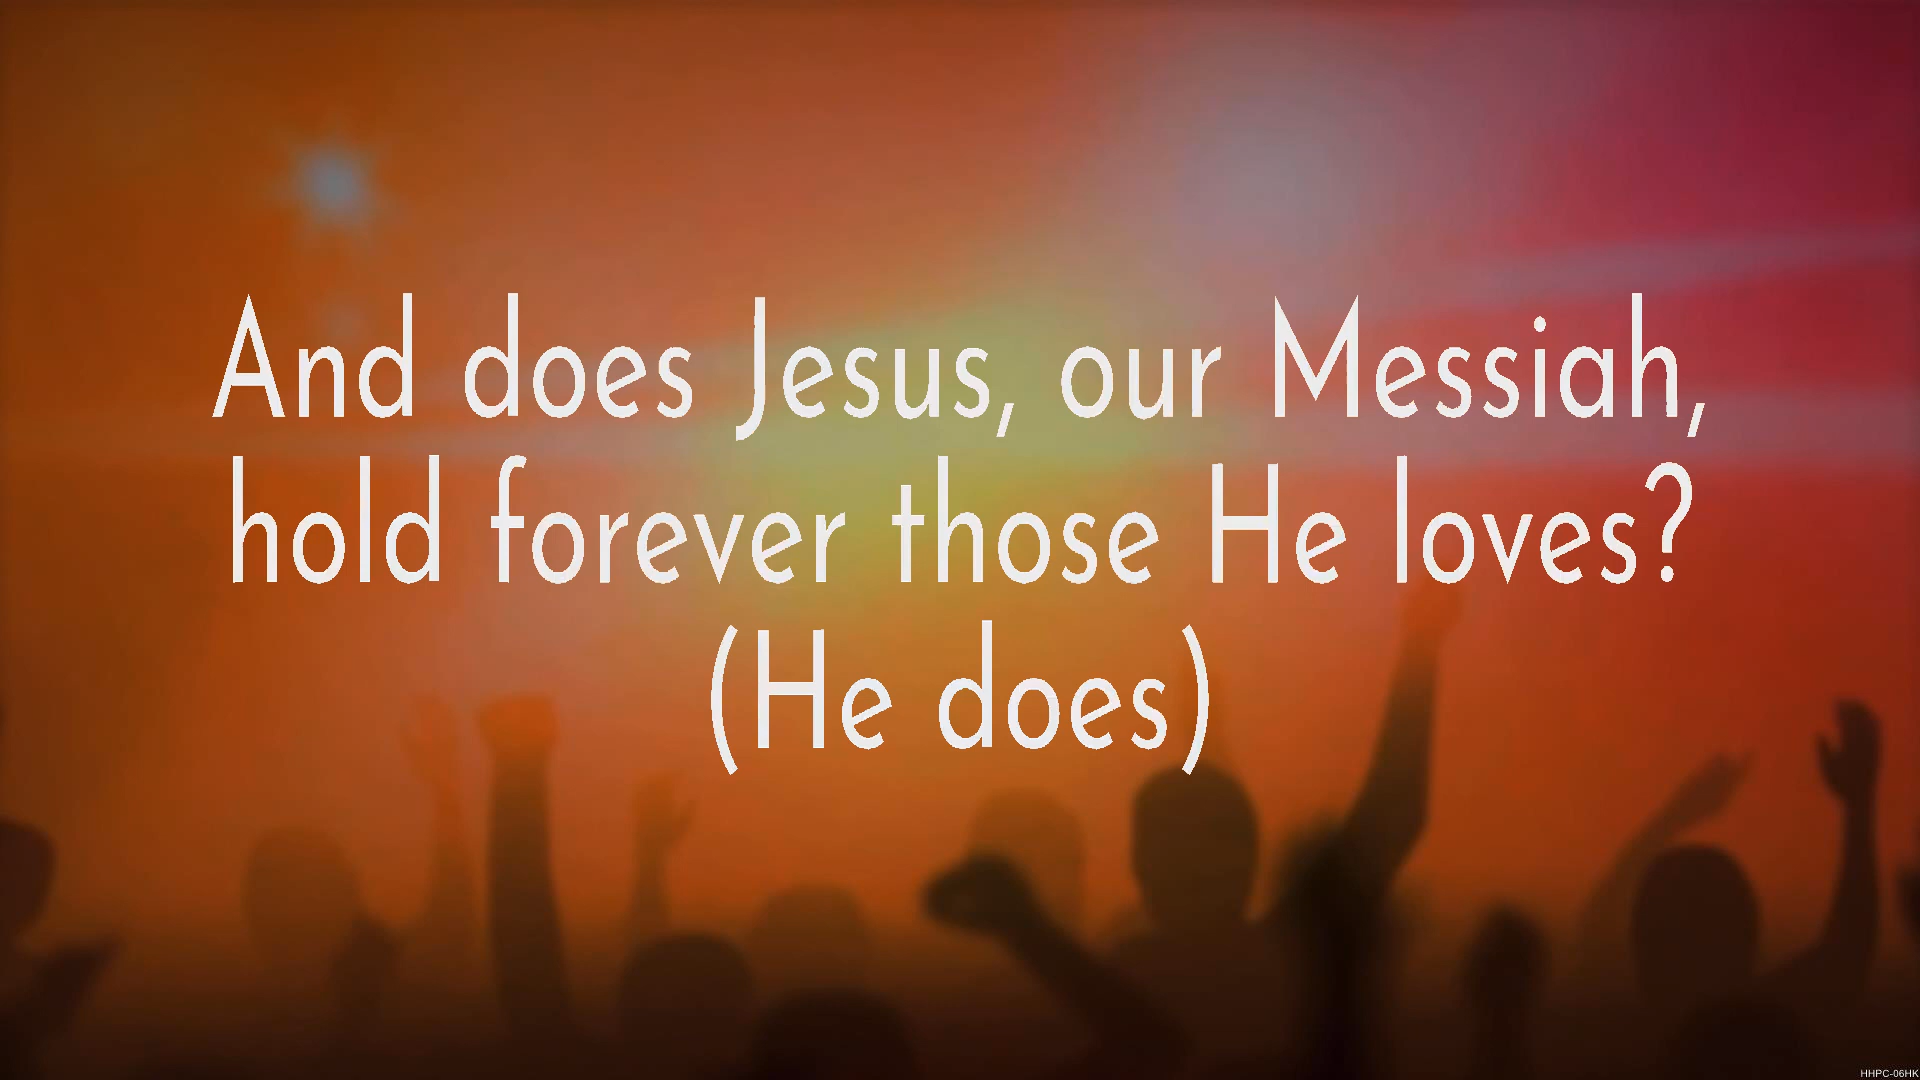 And does Jesus, our Messiah,
hold forever those He loves?
(He does)
HHPC-06HK